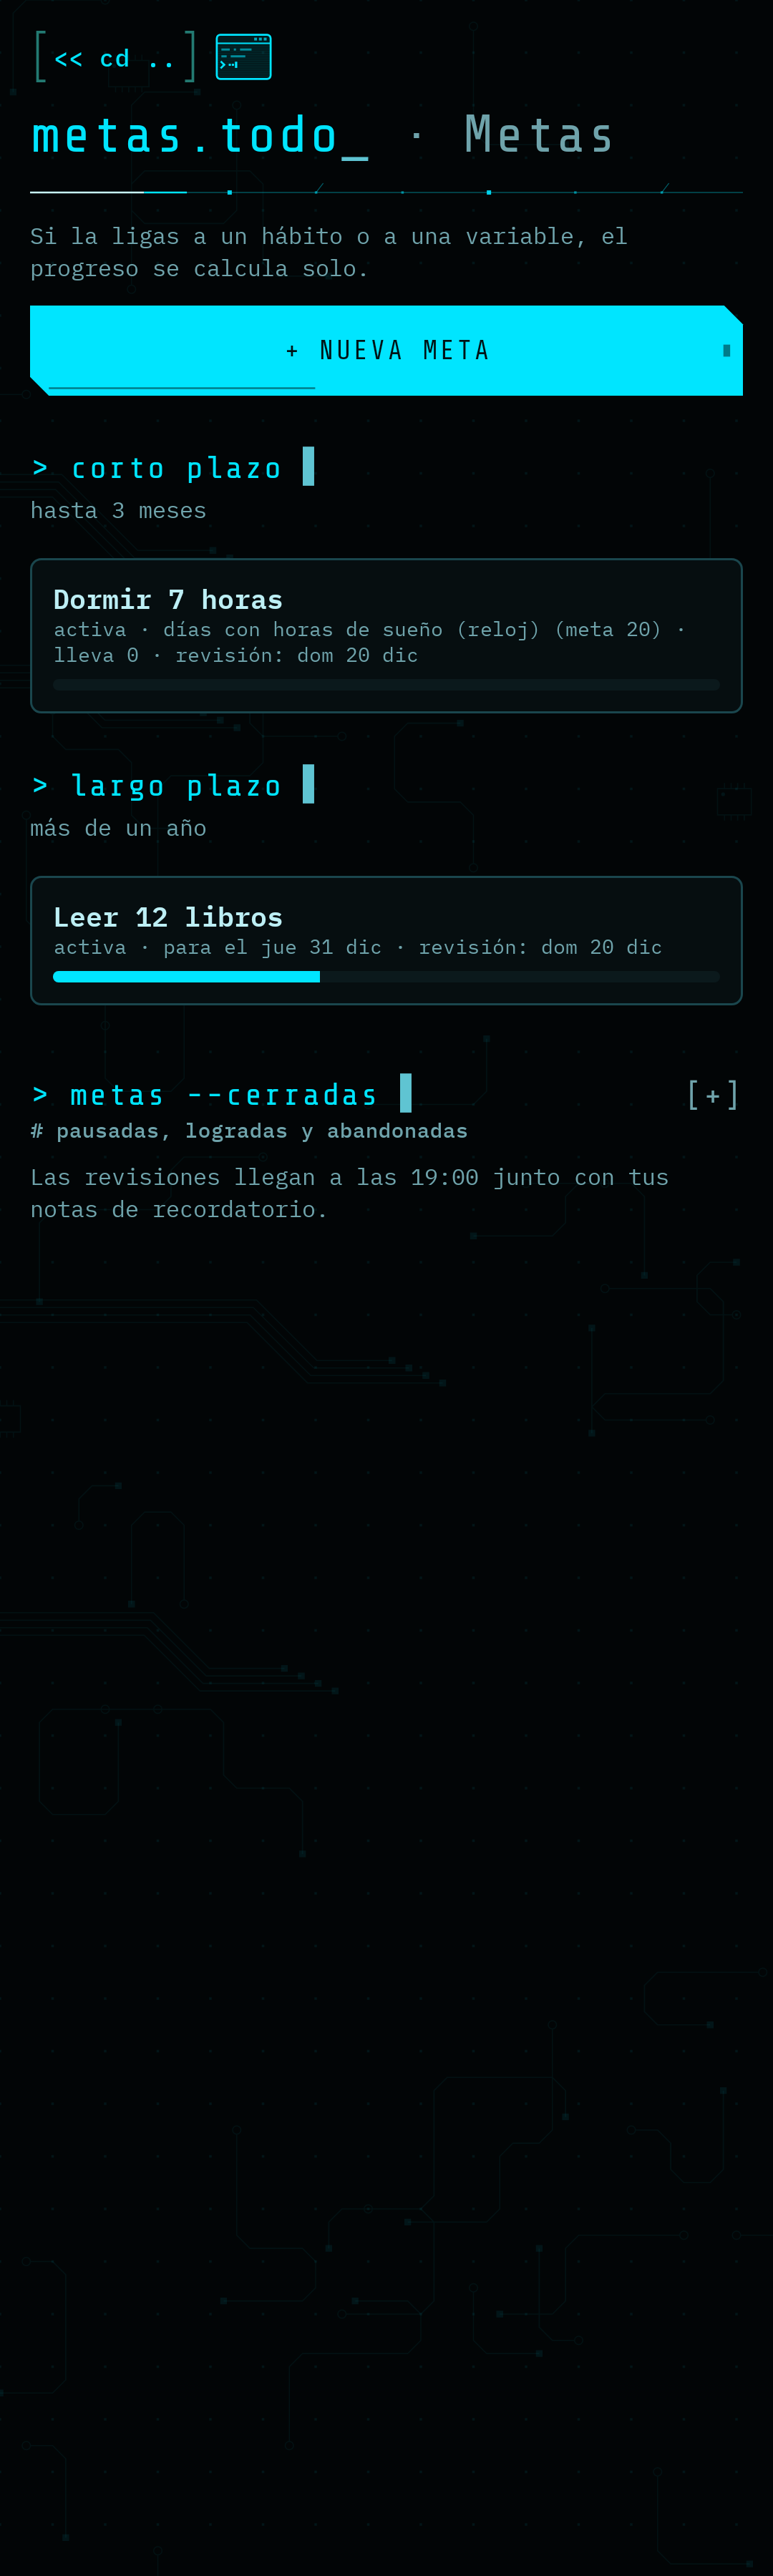 [<< cd ..]
metas.todo_ · Metas
Si la ligas a un hábito o a una variable, el
progreso se calcula solo.
+ NUEVA META
> corto plazo
hasta 3 meses
Dormir 7 horas
activa · días con horas de sueño (reloj) (meta 20) ·
lleva 0 · revisión: dom 20 dic
> largo plazo
más de un año
Leer 12 libros
activa · para el jue 31 dic · revisión: dom 20 dic
> metas --cerradas [+]
# pausadas, logradas y abandonadas
Las revisiones llegan a las 19:00 junto con tus
notas de recordatorio.